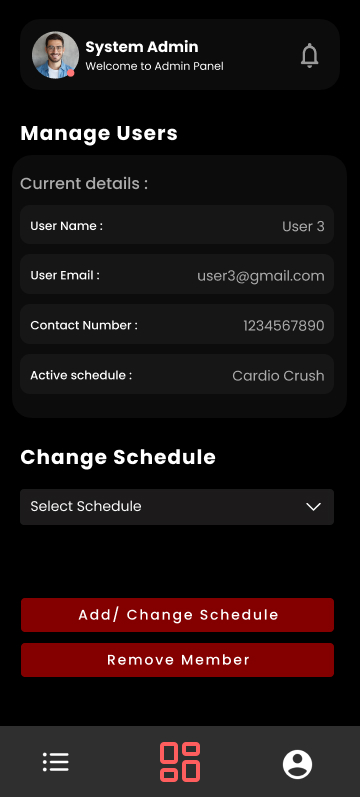 System Admin
Welcome to Admin Panel
Manage Users
Current details :
User Name : User 3
User Email : user3@gmail.com
Contact Number : 1234567890
Active schedule : Cardio Crush
Change Schedule
Select Schedule
Add/ Change Schedule
Remove Member